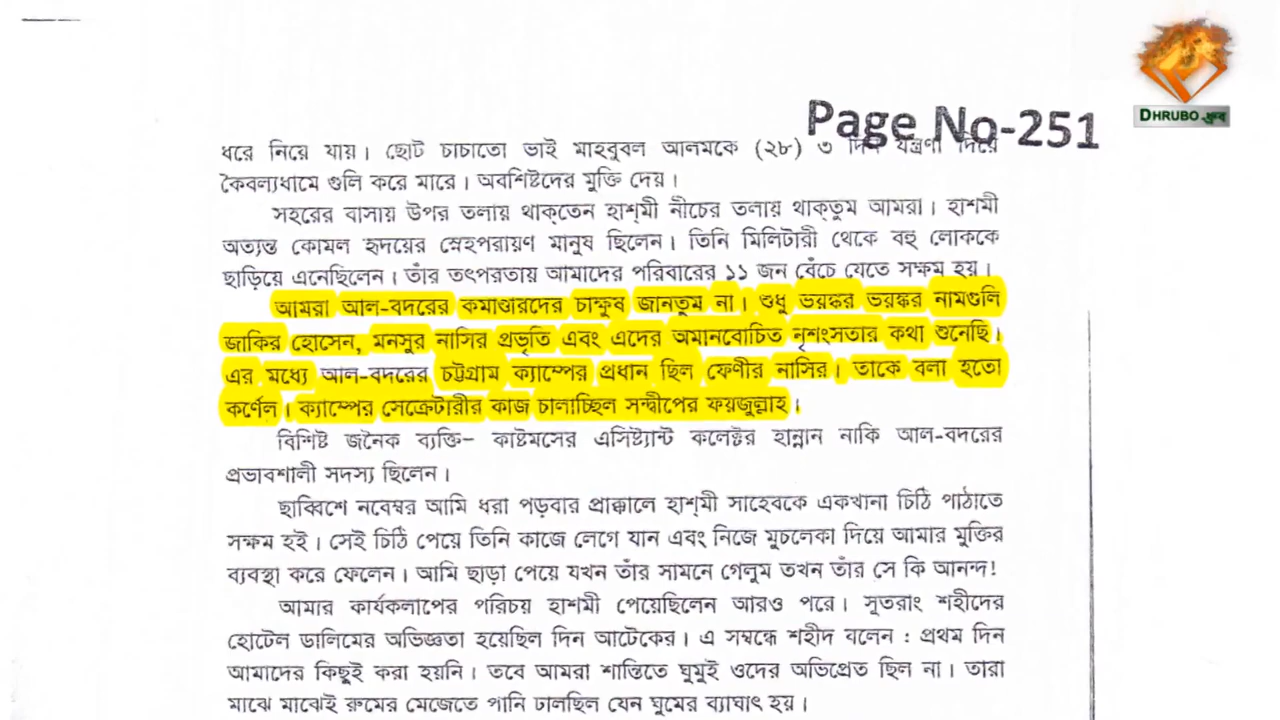 DHRUBO ধ্রুব
Page No-251
ধরে নিয়ে যায়। ছোট চাচাতো ভাই মাহবুবল আলমকে (২৮) ৩ দিন যন্ত্রণা দিয়ে
কৈবল্যধামে গুলি করে মারে। অবশিষ্টদের মুক্তি দেয়।
সহরের বাসায় উপর তলায় থাক্‌তেন হাশ্‌মী নীচের তলায় থাক্‌তুম আমরা। হাশমী
অত্যন্ত কোমল হৃদয়ের স্নেহপরায়ণ মানুষ ছিলেন। তিনি মিলিটারী থেকে বহু লোককে
ছাড়িয়ে এনেছিলেন। তাঁর তৎপরতায় আমাদের পরিবারের ১১ জন বেঁচে যেতে সক্ষম হয়।
আমরা আল-বদরের কমাণ্ডারদের চাক্ষুষ জানতুম না। শুধু ভয়ঙ্কর ভয়ঙ্কর নামগুলি
জাকির হোসেন, মনসুর নাসির প্রভৃতি এবং এদের অমানবোচিত নৃশংসতার কথা শুনেছি।
এর মধ্যে আল-বদরের চট্টগ্রাম ক্যাম্পের প্রধান ছিল ফেণীর নাসির। তাকে বলা হতো
কর্ণেল। ক্যাম্পের সেক্রেটারীর কাজ চালাচ্ছিল সন্দ্বীপের ফয়জুল্লাহ।
বিশিষ্ট জনৈক ব্যক্তি– কাষ্টমসের এসিষ্ট্যান্ট কলেক্টর হান্নান নাকি আল-বদরের
প্রভাবশালী সদস্য ছিলেন।
ছাব্বিশে নবেম্বর আমি ধরা পড়বার প্রাক্কালে হাশ্‌মী সাহেবকে একখানা চিঠি পাঠাতে
সক্ষম হই। সেই চিঠি পেয়ে তিনি কাজে লেগে যান এবং নিজে মুচলেকা দিয়ে আমার মুক্তির
ব্যবস্থা করে ফেলেন। আমি ছাড়া পেয়ে যখন তাঁর সামনে গেলুম তখন তাঁর সে কি আনন্দ!
আমার কার্যকলাপের পরিচয় হাশমী পেয়েছিলেন আরও পরে। সূতরাং শহীদের
হোটেল ডালিমের অভিজ্ঞতা হয়েছিল দিন আটেকের। এ সম্বন্ধে শহীদ বলেন : প্রথম দিন
আমাদের কিছুই করা হয়নি। তবে আমরা শান্তিতে ঘুমুই ওদের অভিপ্রেত ছিল না। তারা
মাঝে মাঝেই রুমের মেজেতে পানি ঢালছিল যেন ঘুমের ব্যাঘাৎ হয়।